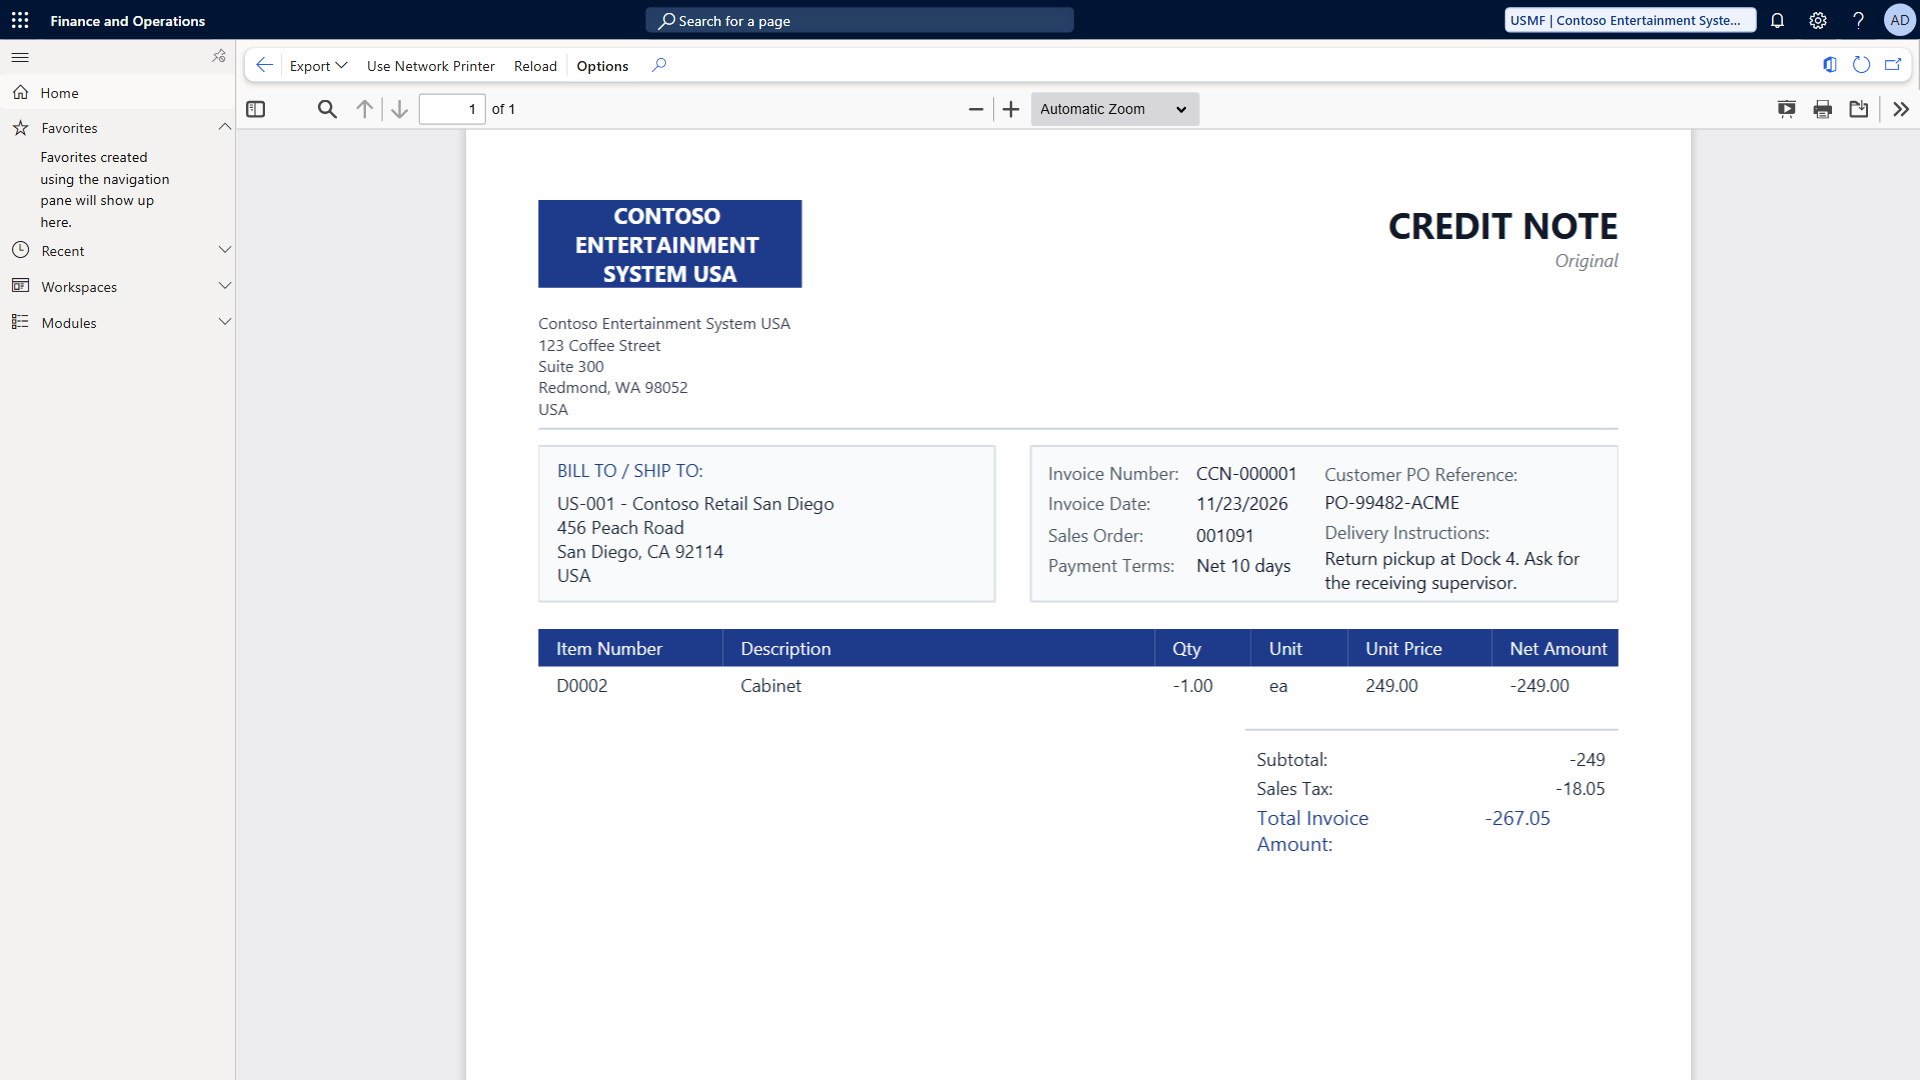 Finance and Operations
Search for a page
USMF | Contoso Entertainment Syste...
AD
Export
Use Network Printer
Reload
Options
Home
Favorites
Favorites created
using the navigation
pane will show up
here.
Recent
Workspaces
Modules
1 of 1
Automatic Zoom
CONTOSO
ENTERTAINMENT
SYSTEM USA
CREDIT NOTE
Original
Contoso Entertainment System USA
123 Coffee Street
Suite 300
Redmond, WA 98052
USA
BILL TO / SHIP TO:
US-001 - Contoso Retail San Diego
456 Peach Road
San Diego, CA 92114
USA
Invoice Number: CCN-000001
Invoice Date: 11/23/2026
Sales Order: 001091
Payment Terms: Net 10 days
Customer PO Reference:
PO-99482-ACME
Delivery Instructions:
Return pickup at Dock 4. Ask for
the receiving supervisor.
Item Number Description Qty Unit Unit Price Net Amount
D0002 Cabinet -1.00 ea 249.00 -249.00
Subtotal: -249
Sales Tax: -18.05
Total Invoice -267.05
Amount: